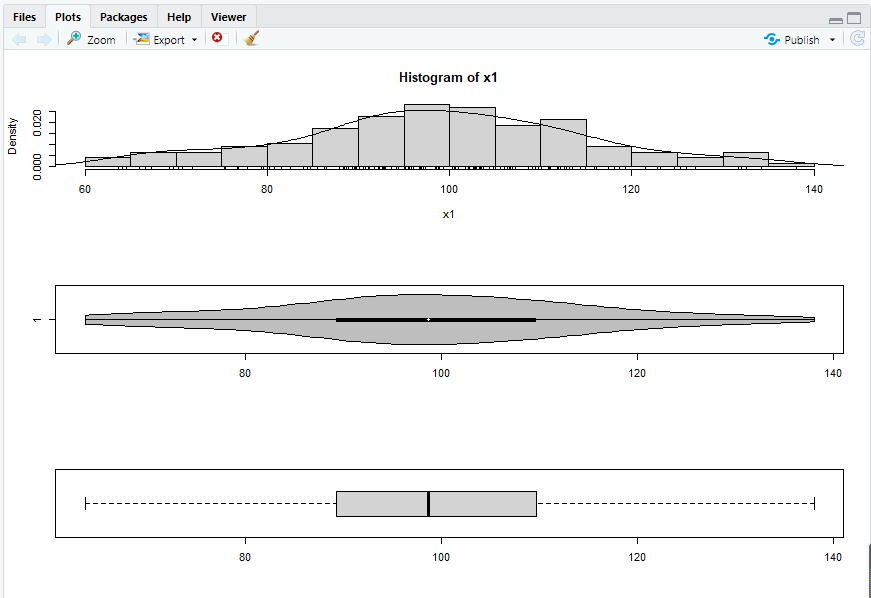 Files Plots Packages Help Viewer
Zoom Export Publish
Histogram of x1
Density
0.000 0.020
60 80 100 120 140
x1
1
80 100 120 140
80 100 120 140